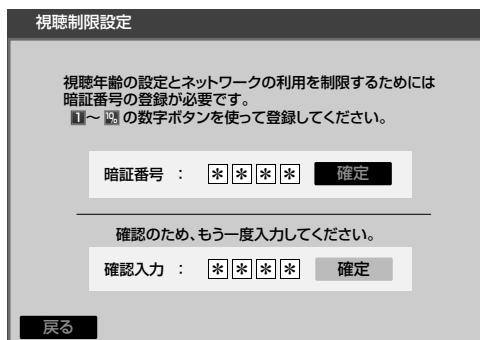 視聴制限設定
視聴年齢の設定とネットワークの利用を制限するためには
暗証番号の登録が必要です。
1～10 の数字ボタンを使って登録してください。
暗証番号 ： ＊＊＊＊ 確定
確認のため、もう一度入力してください。
確認入力 ： ＊＊＊＊ 確定
戻る